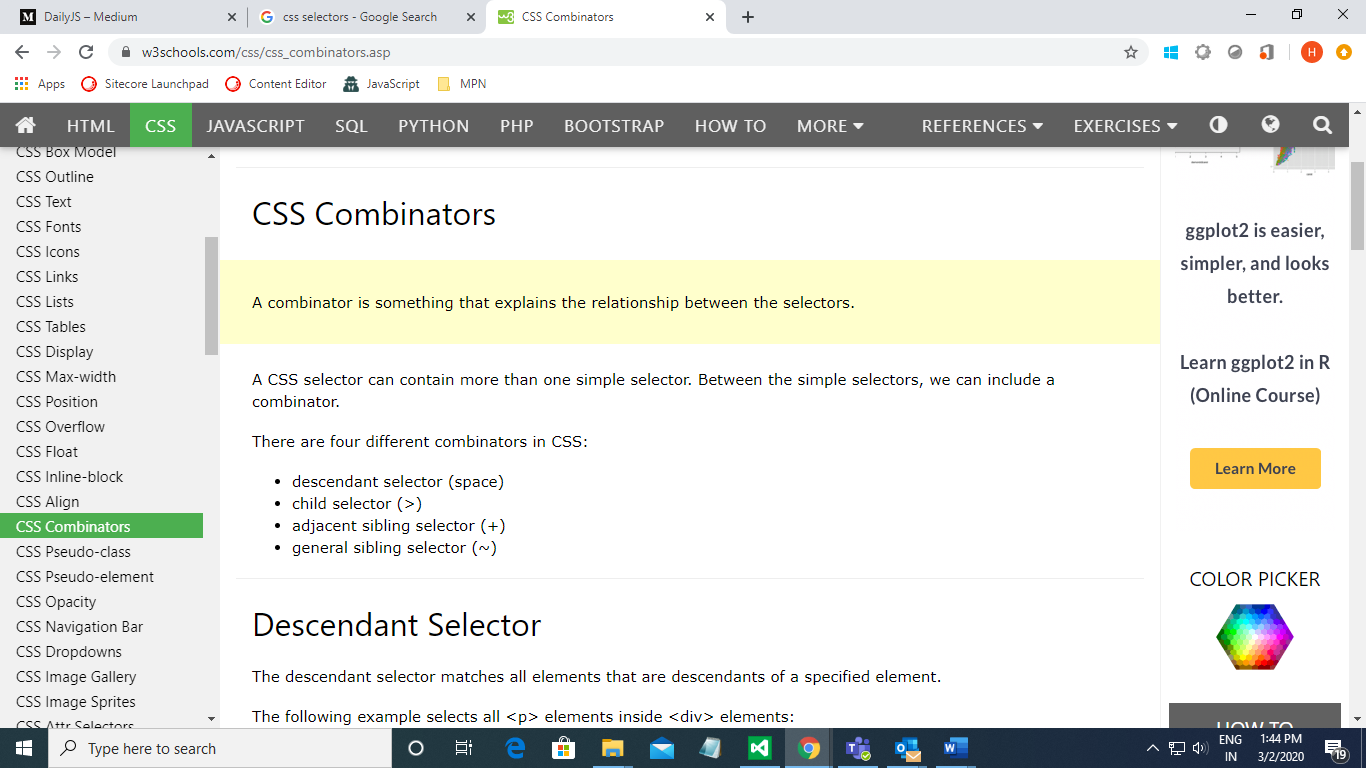 DailyJS – Medium
css selectors - Google Search
CSS Combinators
w3schools.com/css/css_combinators.asp
H
Apps
Sitecore Launchpad
Content Editor
JavaScript
MPN
HTML
CSS
JAVASCRIPT
SQL
PYTHON
PHP
BOOTSTRAP
HOW TO
MORE
REFERENCES
EXERCISES
CSS Box Model
CSS Outline
CSS Text
CSS Fonts
CSS Icons
CSS Links
CSS Lists
CSS Tables
CSS Display
CSS Max-width
CSS Position
CSS Overflow
CSS Float
CSS Inline-block
CSS Align
CSS Combinators
CSS Pseudo-class
CSS Pseudo-element
CSS Opacity
CSS Navigation Bar
CSS Dropdowns
CSS Image Gallery
CSS Image Sprites
CSS Attr Selectors
CSS Combinators
A combinator is something that explains the relationship between the selectors.
A CSS selector can contain more than one simple selector. Between the simple selectors, we can include a
combinator.
There are four different combinators in CSS:
• descendant selector (space)
• child selector (>)
• adjacent sibling selector (+)
• general sibling selector (~)
Descendant Selector
The descendant selector matches all elements that are descendants of a specified element.
The following example selects all <p> elements inside <div> elements:
ggplot2 is easier,
simpler, and looks
better.
Learn ggplot2 in R
(Online Course)
Learn More
COLOR PICKER
HOW TO
Type here to search
ENG
IN
1:44 PM
3/2/2020
19